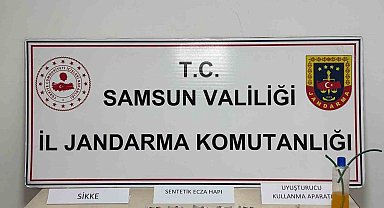 T.C.
SAMSUN VALİLİĞİ
İL JANDARMA KOMUTANLIĞI
JANDARMA
SİKKE
SENTETİK ECZA HAPI
UYUŞTURUCU
KULLANMA APARATI